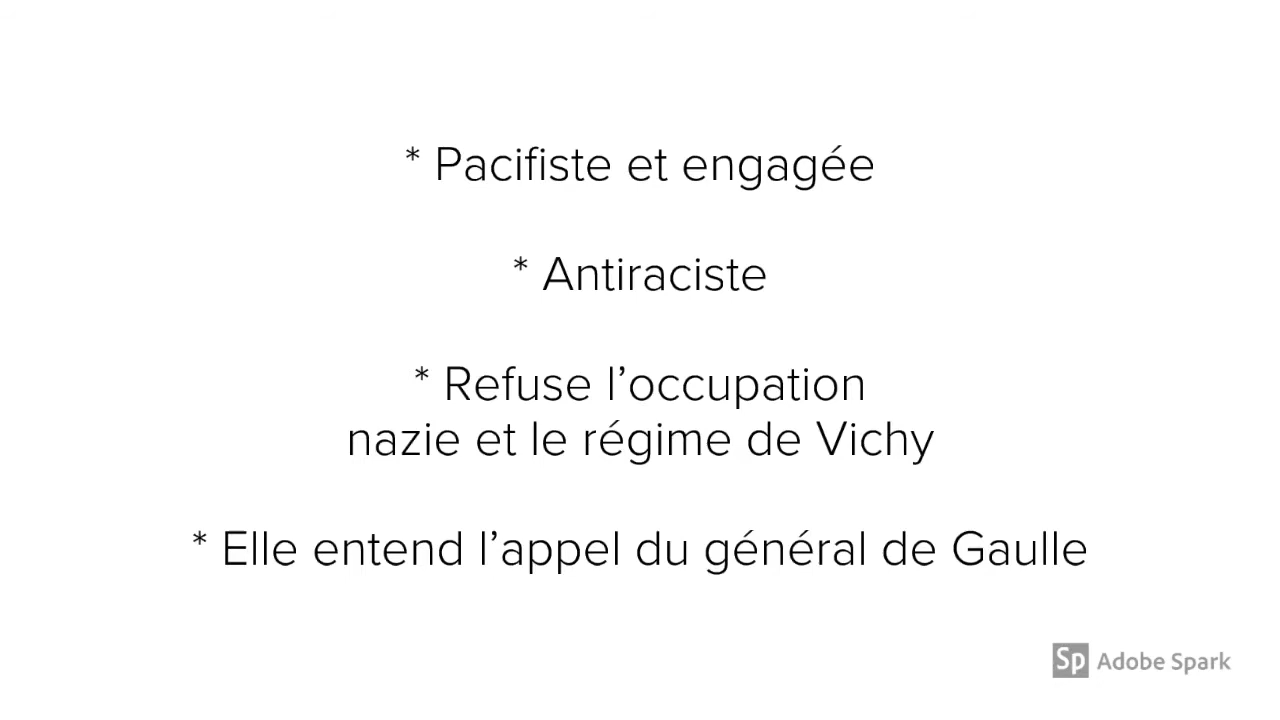 * Pacifiste et engagée
* Antiraciste
* Refuse l’occupation
nazie et le régime de Vichy
* Elle entend l’appel du général de Gaulle
Sp Adobe Spark